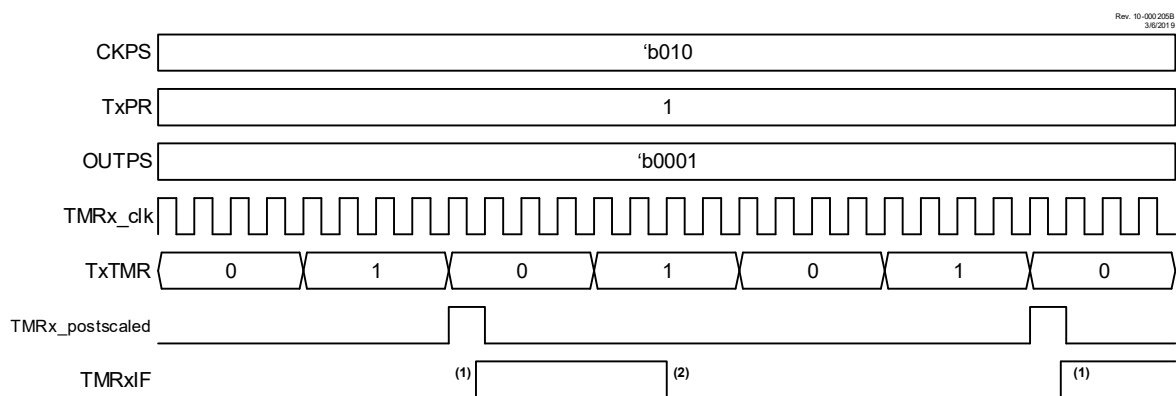 Rev. 10-000205B
3/6/2019
CKPS ‘b010
TxPR 1
OUTPS ‘b0001
TMRx_clk
TxTMR 0 1 0 1 0 1 0
TMRx_postscaled
TMRxIF (1) (2) (1)